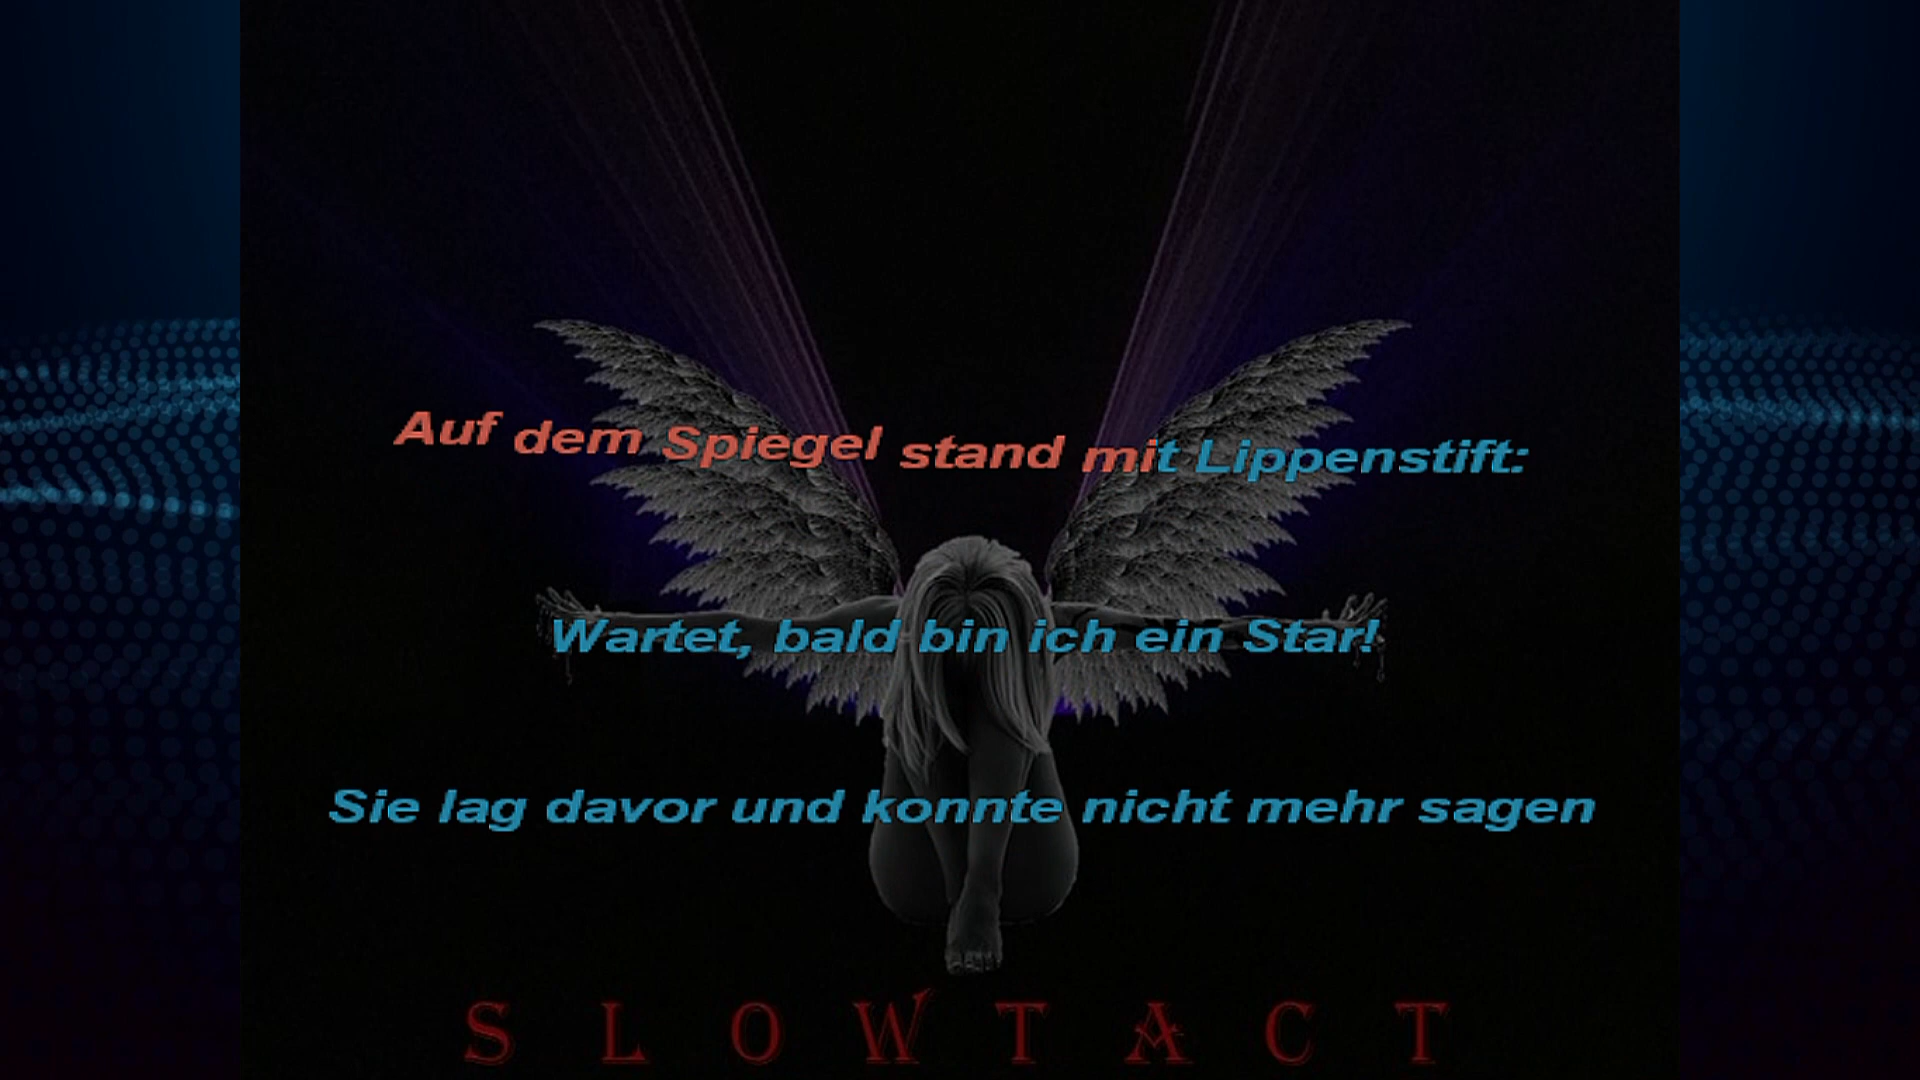 Auf dem Spiegel stand mit Lippenstift:
Wartet, bald bin ich ein Star!
Sie lag davor und konnte nicht mehr sagen
SLOWTACT